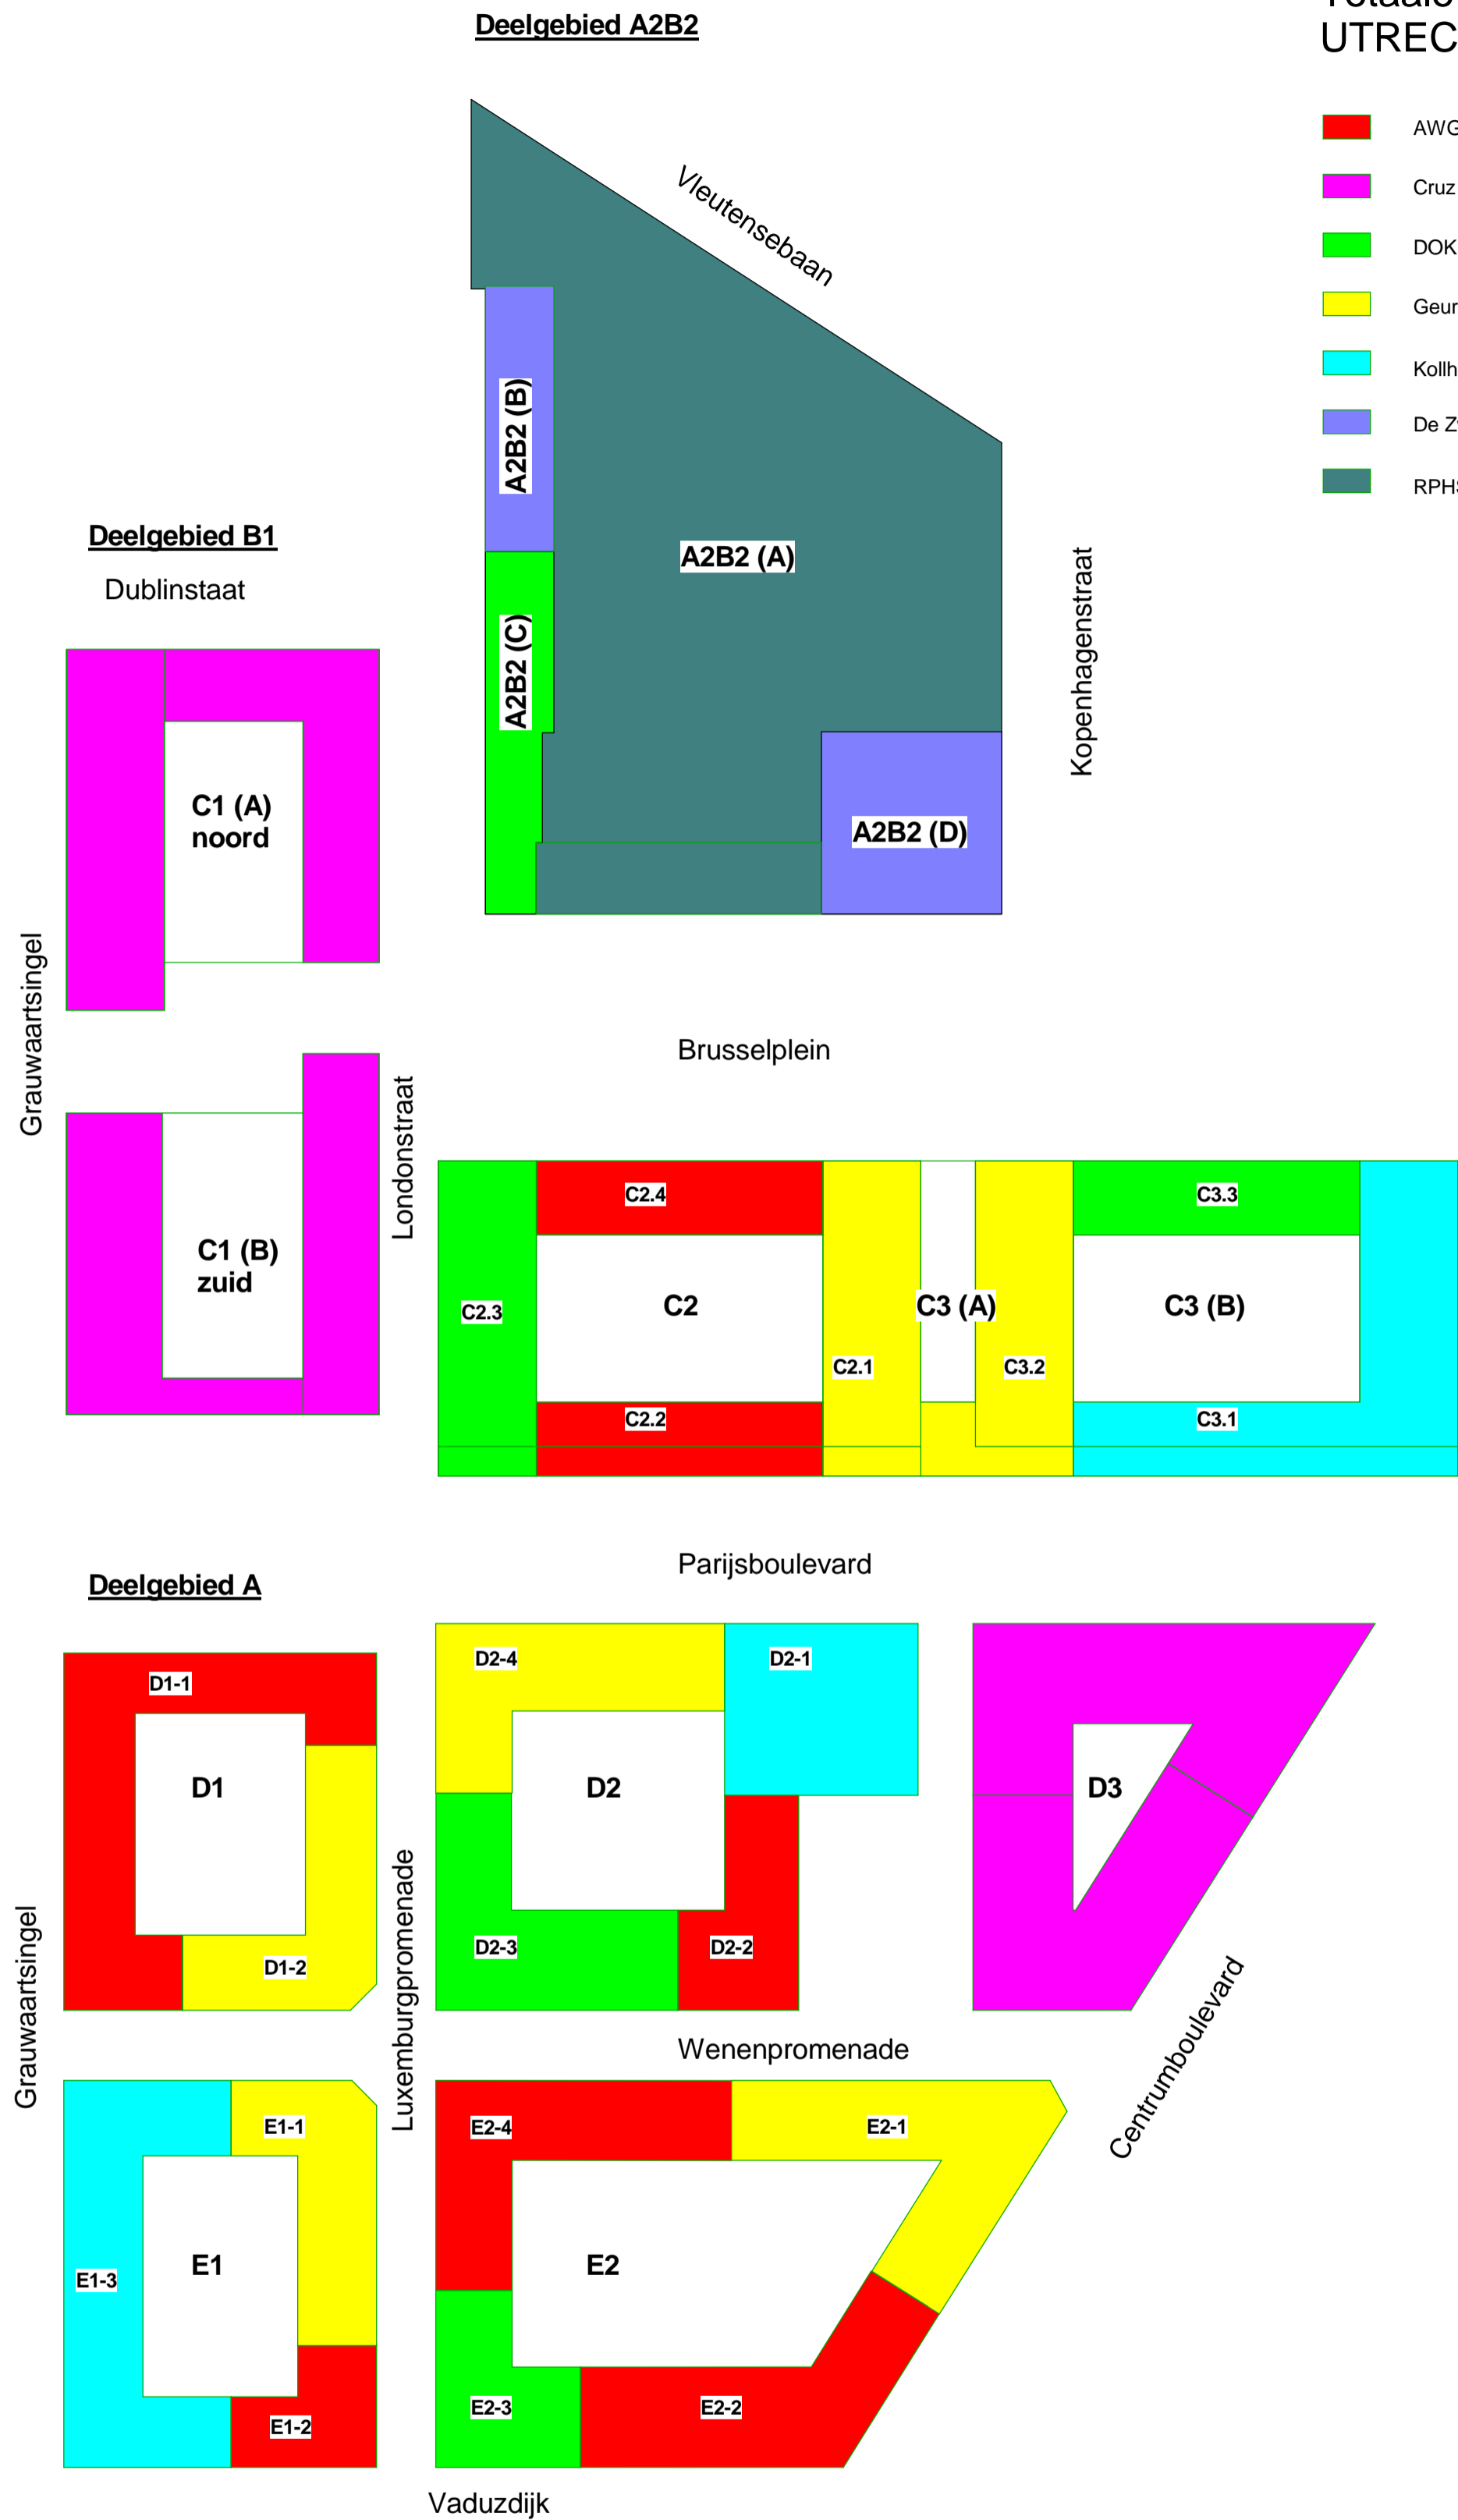 Deelgebied A2B2
UTREC
AWG
Cruz
DOK
Geur
Kollh
De Zw
RPHS
Vleutensebaan
A2B2 (B)
A2B2 (A)
A2B2 (C)
A2B2 (D)
Kopenhagenstraat
Deelgebied B1
Dublinstaat
C1 (A)
noord
Grauwaartsingel
Brusselplein
Londonstraat
C1 (B)
zuid
C2.4
C3.3
C2.3
C2
C3 (A)
C3 (B)
C2.1
C3.2
C2.2
C3.1
Parijsboulevard
Deelgebied A
D1-1
D2-4
D2-1
D1
D2
D3
D1-2
D2-3
D2-2
Grauwaartsingel
Luxemburgpromenade
Wenenpromenade
Centrumboulevard
E1-1
E2-4
E2-1
E1
E2
E1-3
E1-2
E2-3
E2-2
Vaduzdijk